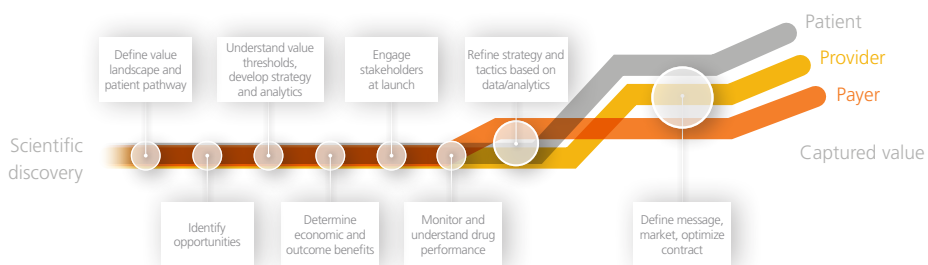 Patient
Provider
Payer
Define value
landscape and
patient pathway
Understand value
thresholds,
develop strategy
and analytics
Engage
stakeholders
at launch
Refine strategy and
tactics based on
data/analytics
Scientific
discovery
Captured value
Identify
opportunities
Determine
economic and
outcome benefits
Monitor and
understand drug
performance
Define message,
market, optimize
contract